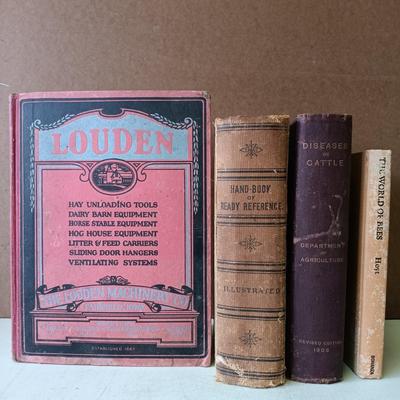 LOUDEN
HAY UNLOADING TOOLS
DAIRY BARN EQUIPMENT
HORSE STABLE EQUIPMENT
HOG HOUSE EQUIPMENT
LITTER & FEED CARRIERS
SLIDING DOOR HANGERS
VENTILATING SYSTEMS
THE LOUDEN MACHINERY CO.
ESTABLISHED 1867
HAND-BOOK
OF
READY REFERENCE
ILLUSTRATED
DISEASES
OF
CATTLE
DEPARTMENT
OF
AGRICULTURE
REVISED EDITION
THE WORLD OF BEES
Hoyt